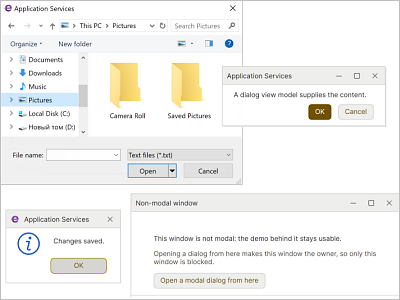 Application Services
This PC
Pictures
Search Pictures
Organize
New folder
Documents
Downloads
Music
Pictures
Local Disk (C:)
Новый том (D:)
Camera Roll
Saved Pictures
File name:
Text files (*.txt)
Open
Cancel
Application Services
A dialog view model supplies the content.
OK
Cancel
Application Services
Changes saved.
OK
Non-modal window
This window is not modal: the demo behind it stays usable.
Opening a dialog from here makes this window the owner, so only this
window is blocked.
Open a modal dialog from here